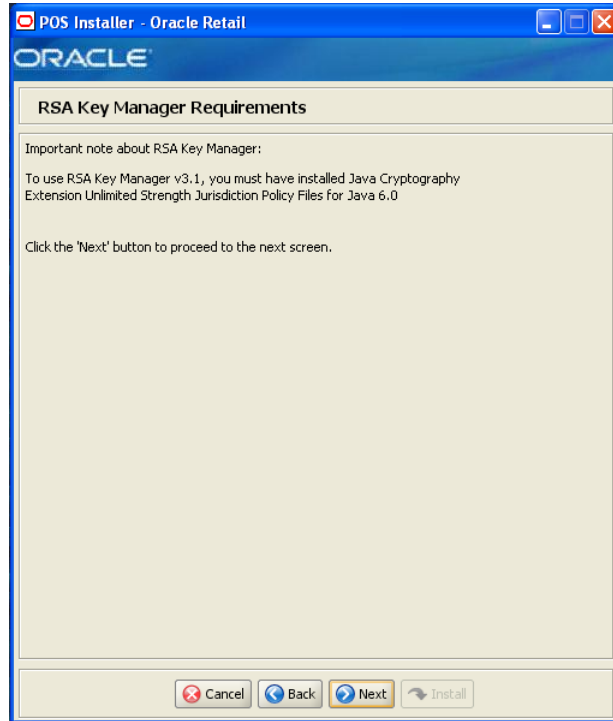 POS Installer - Oracle Retail
ORACLE
RSA Key Manager Requirements
Important note about RSA Key Manager:
To use RSA Key Manager v3.1, you must have installed Java Cryptography
Extension Unlimited Strength Jurisdiction Policy Files for Java 6.0
Click the 'Next' button to proceed to the next screen.
Cancel Back Next Install